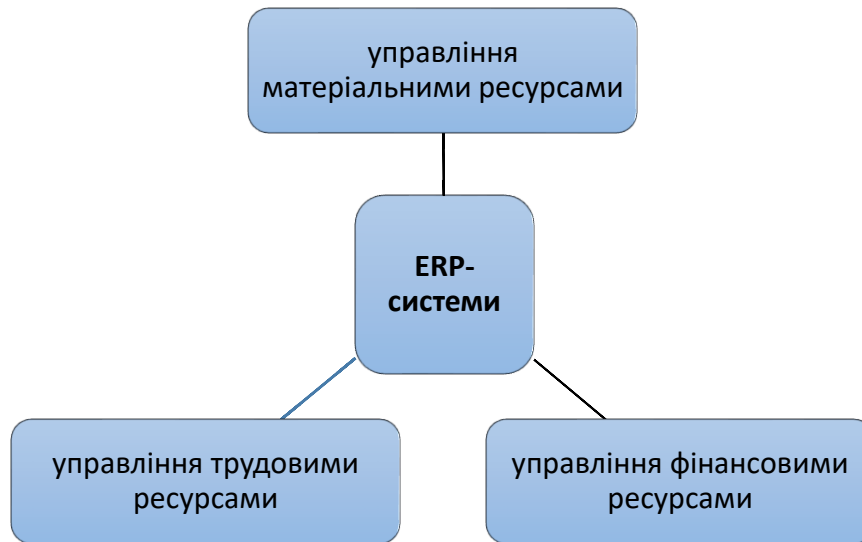 управління
матеріальними ресурсами
ERP-
системи
управління трудовими
ресурсами
управління фінансовими
ресурсами